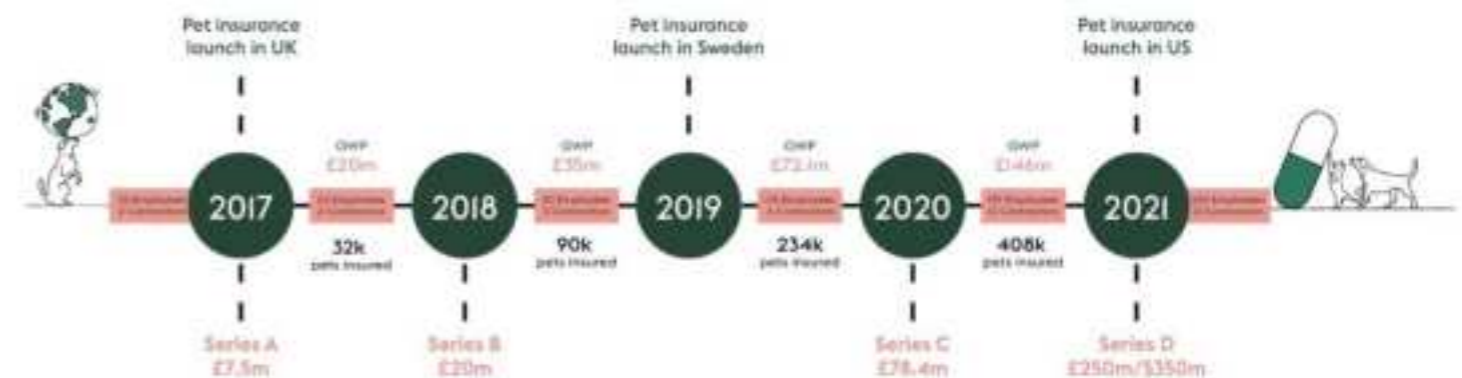 Pet insurance
launch in UK
Pet insurance
launch in Sweden
Pet insurance
launch in US
GWP
£20m
GWP
£35m
GWP
£72.1m
GWP
£146m
2017
2018
2019
2020
2021
32k
pets insured
90k
pets insured
234k
pets insured
408k
pets insured
Series A
£7.5m
Series B
£20m
Series C
£78.4m
Series D
£250m/$350m